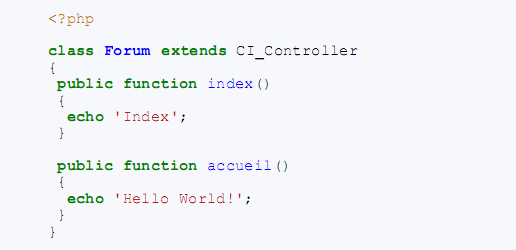 <?php
class Forum extends CI_Controller
{
public function index()
{
echo 'Index';
}
public function accueil()
{
echo 'Hello World!';
}
}